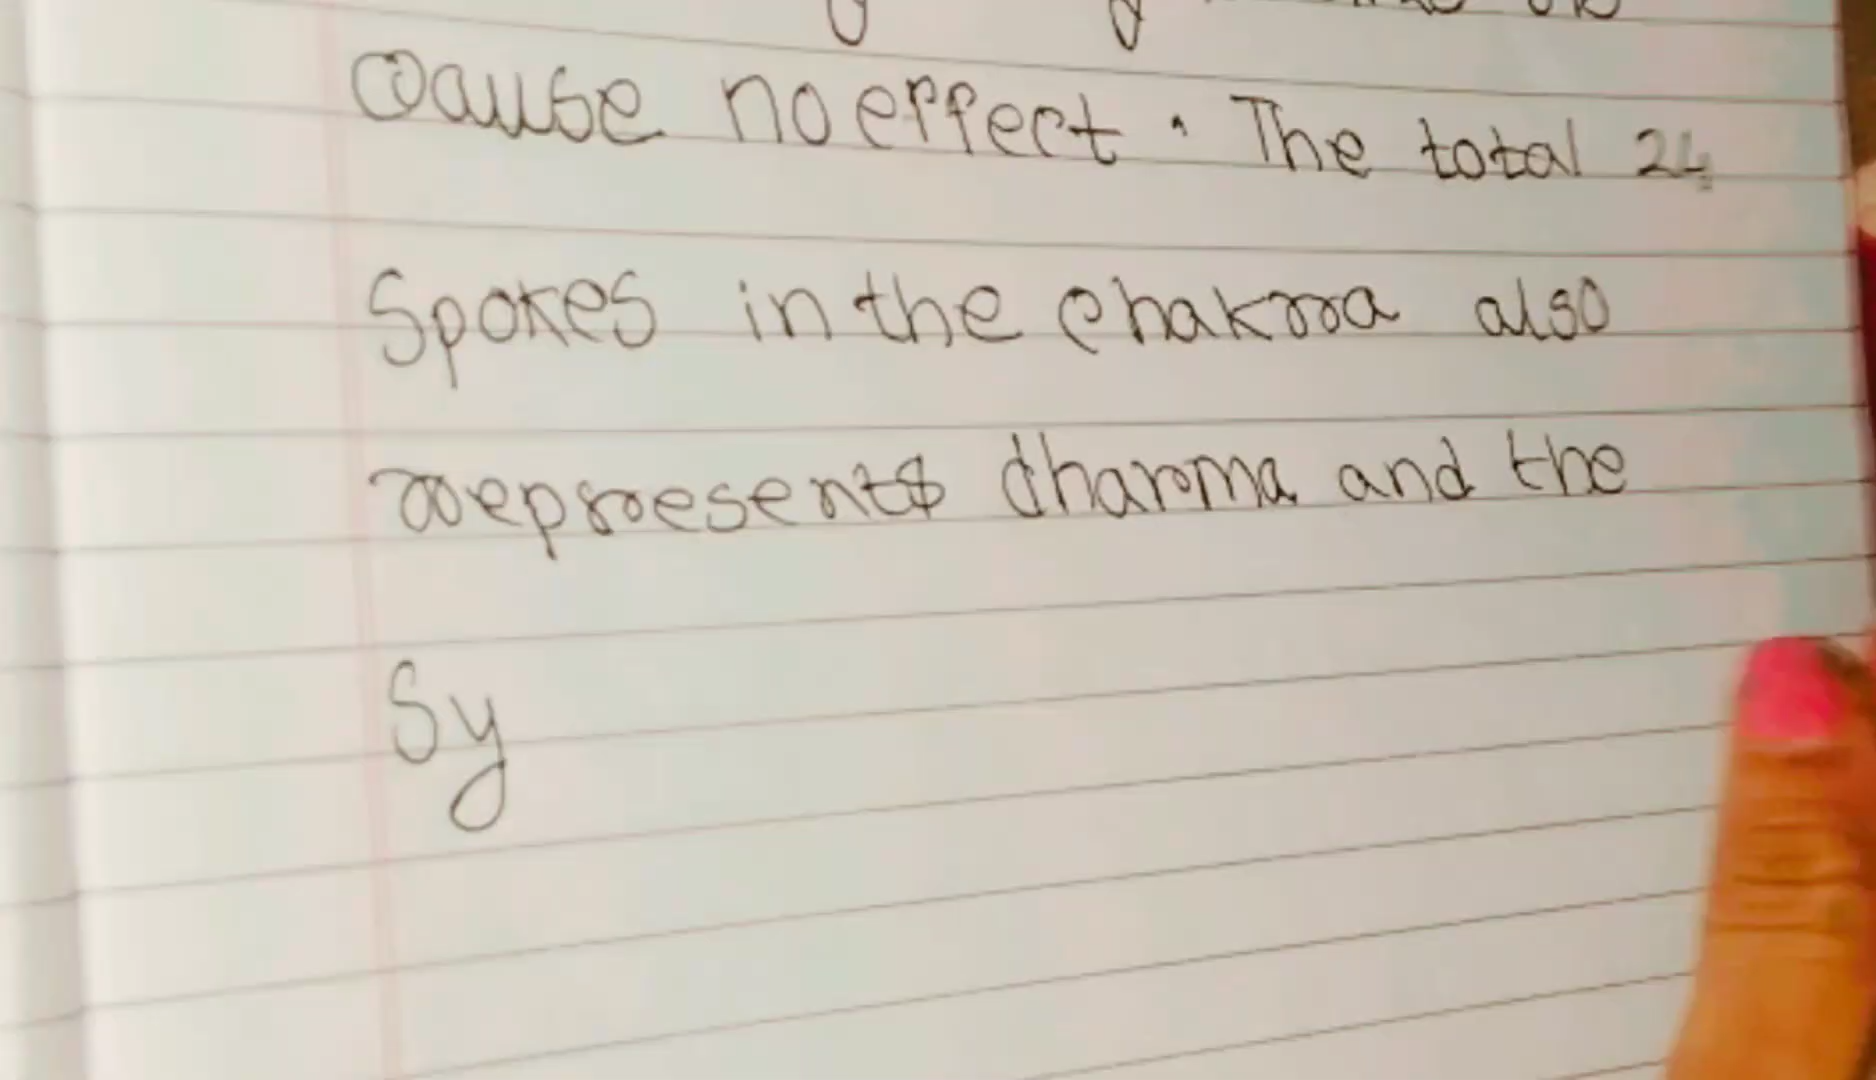 cause no effect. The total 24
Spokes in the chakra also
represents dharma and the
Sy